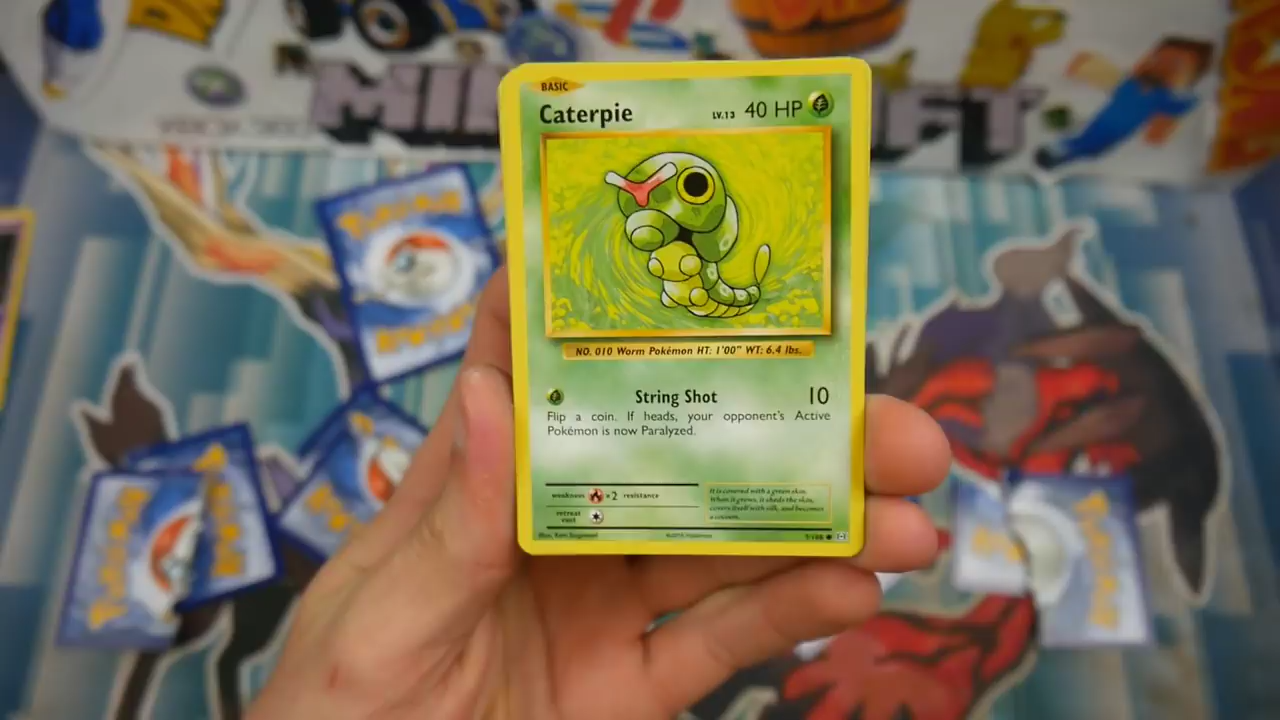 BASIC
Caterpie LV.13 40 HP
NO. 010 Worm Pokémon HT: 1'00" WT: 6.4 lbs.
String Shot 10
Flip a coin. If heads, your opponent's Active
Pokémon is now Paralyzed.
weakness ×2 resistance
retreat
cost
It is covered with a green skin.
When it grows, it sheds the skin,
covers itself with silk, and becomes
a cocoon.